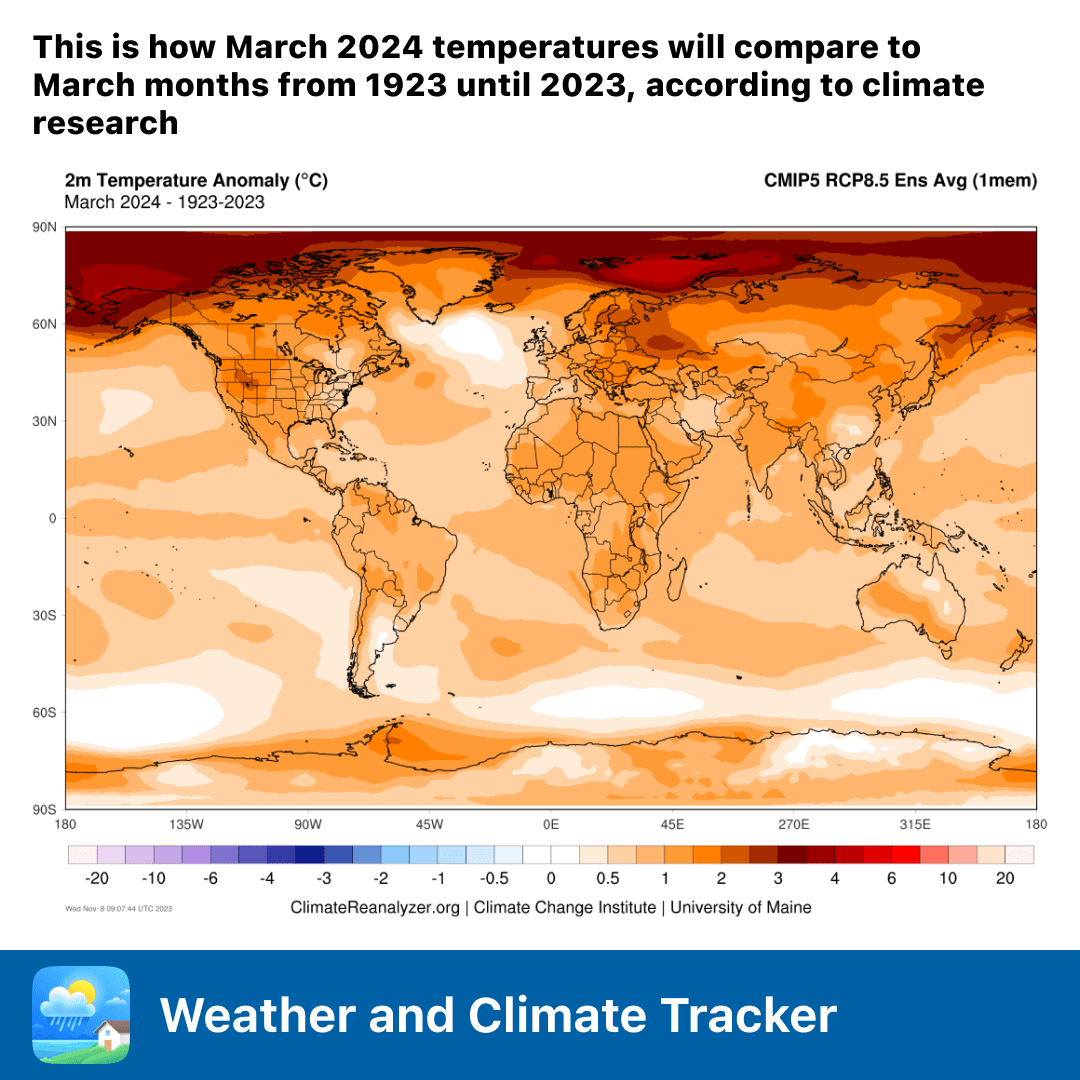 This is how March 2024 temperatures will compare to
March months from 1923 until 2023, according to climate
research
2m Temperature Anomaly (°C)
CMIP5 RCP8.5 Ens Avg (1mem)
March 2024 - 1923-2023
90N
60N
30N
0
30S
60S
90S
180 135W 90W 45W 0E 45E 270E 315E 180
-20 -10 -6 -4 -3 -2 -1 -0.5 0 0.5 1 2 3 4 6 10 20
Wed Nov 8 09:07:44 UTC 2023
ClimateReanalyzer.org | Climate Change Institute | University of Maine
Weather and Climate Tracker